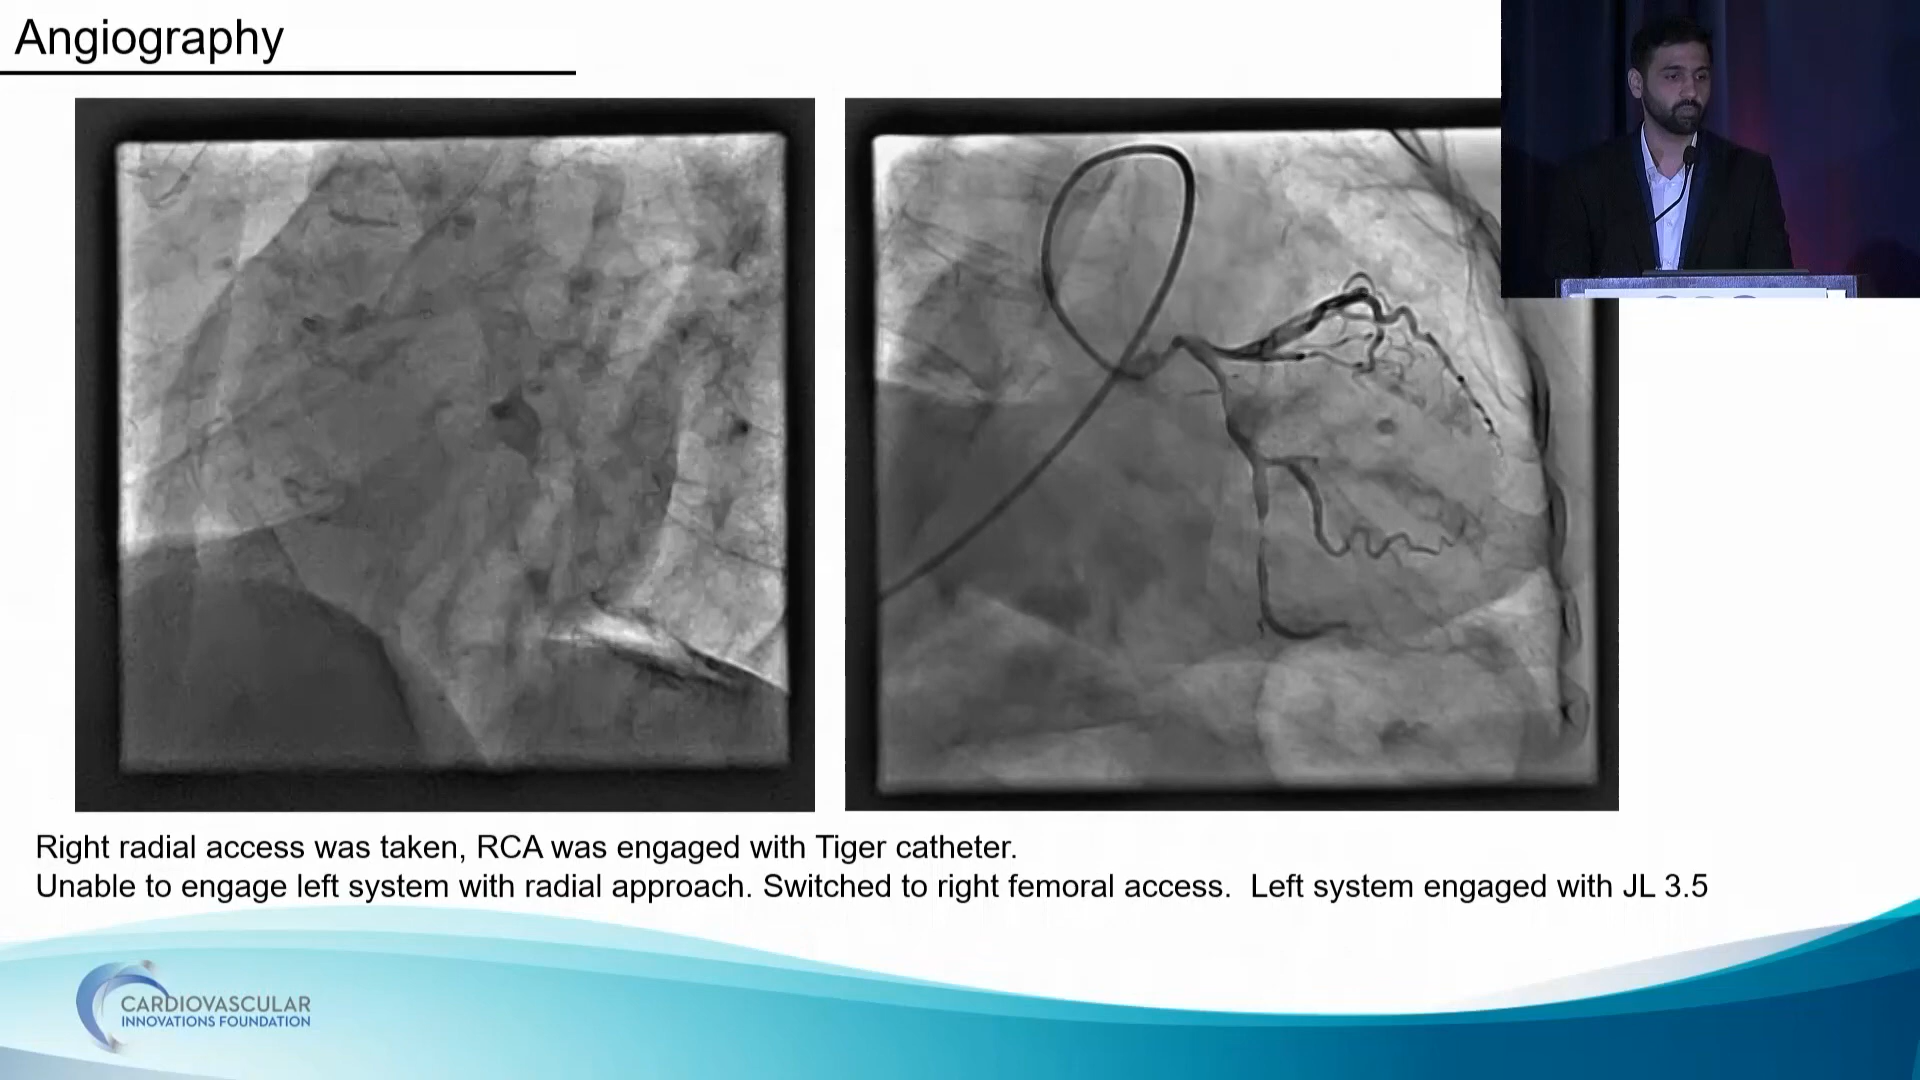 Angiography
Right radial access was taken, RCA was engaged with Tiger catheter.
Unable to engage left system with radial approach. Switched to right femoral access.  Left system engaged with JL 3.5
CARDIOVASCULAR
INNOVATIONS FOUNDATION